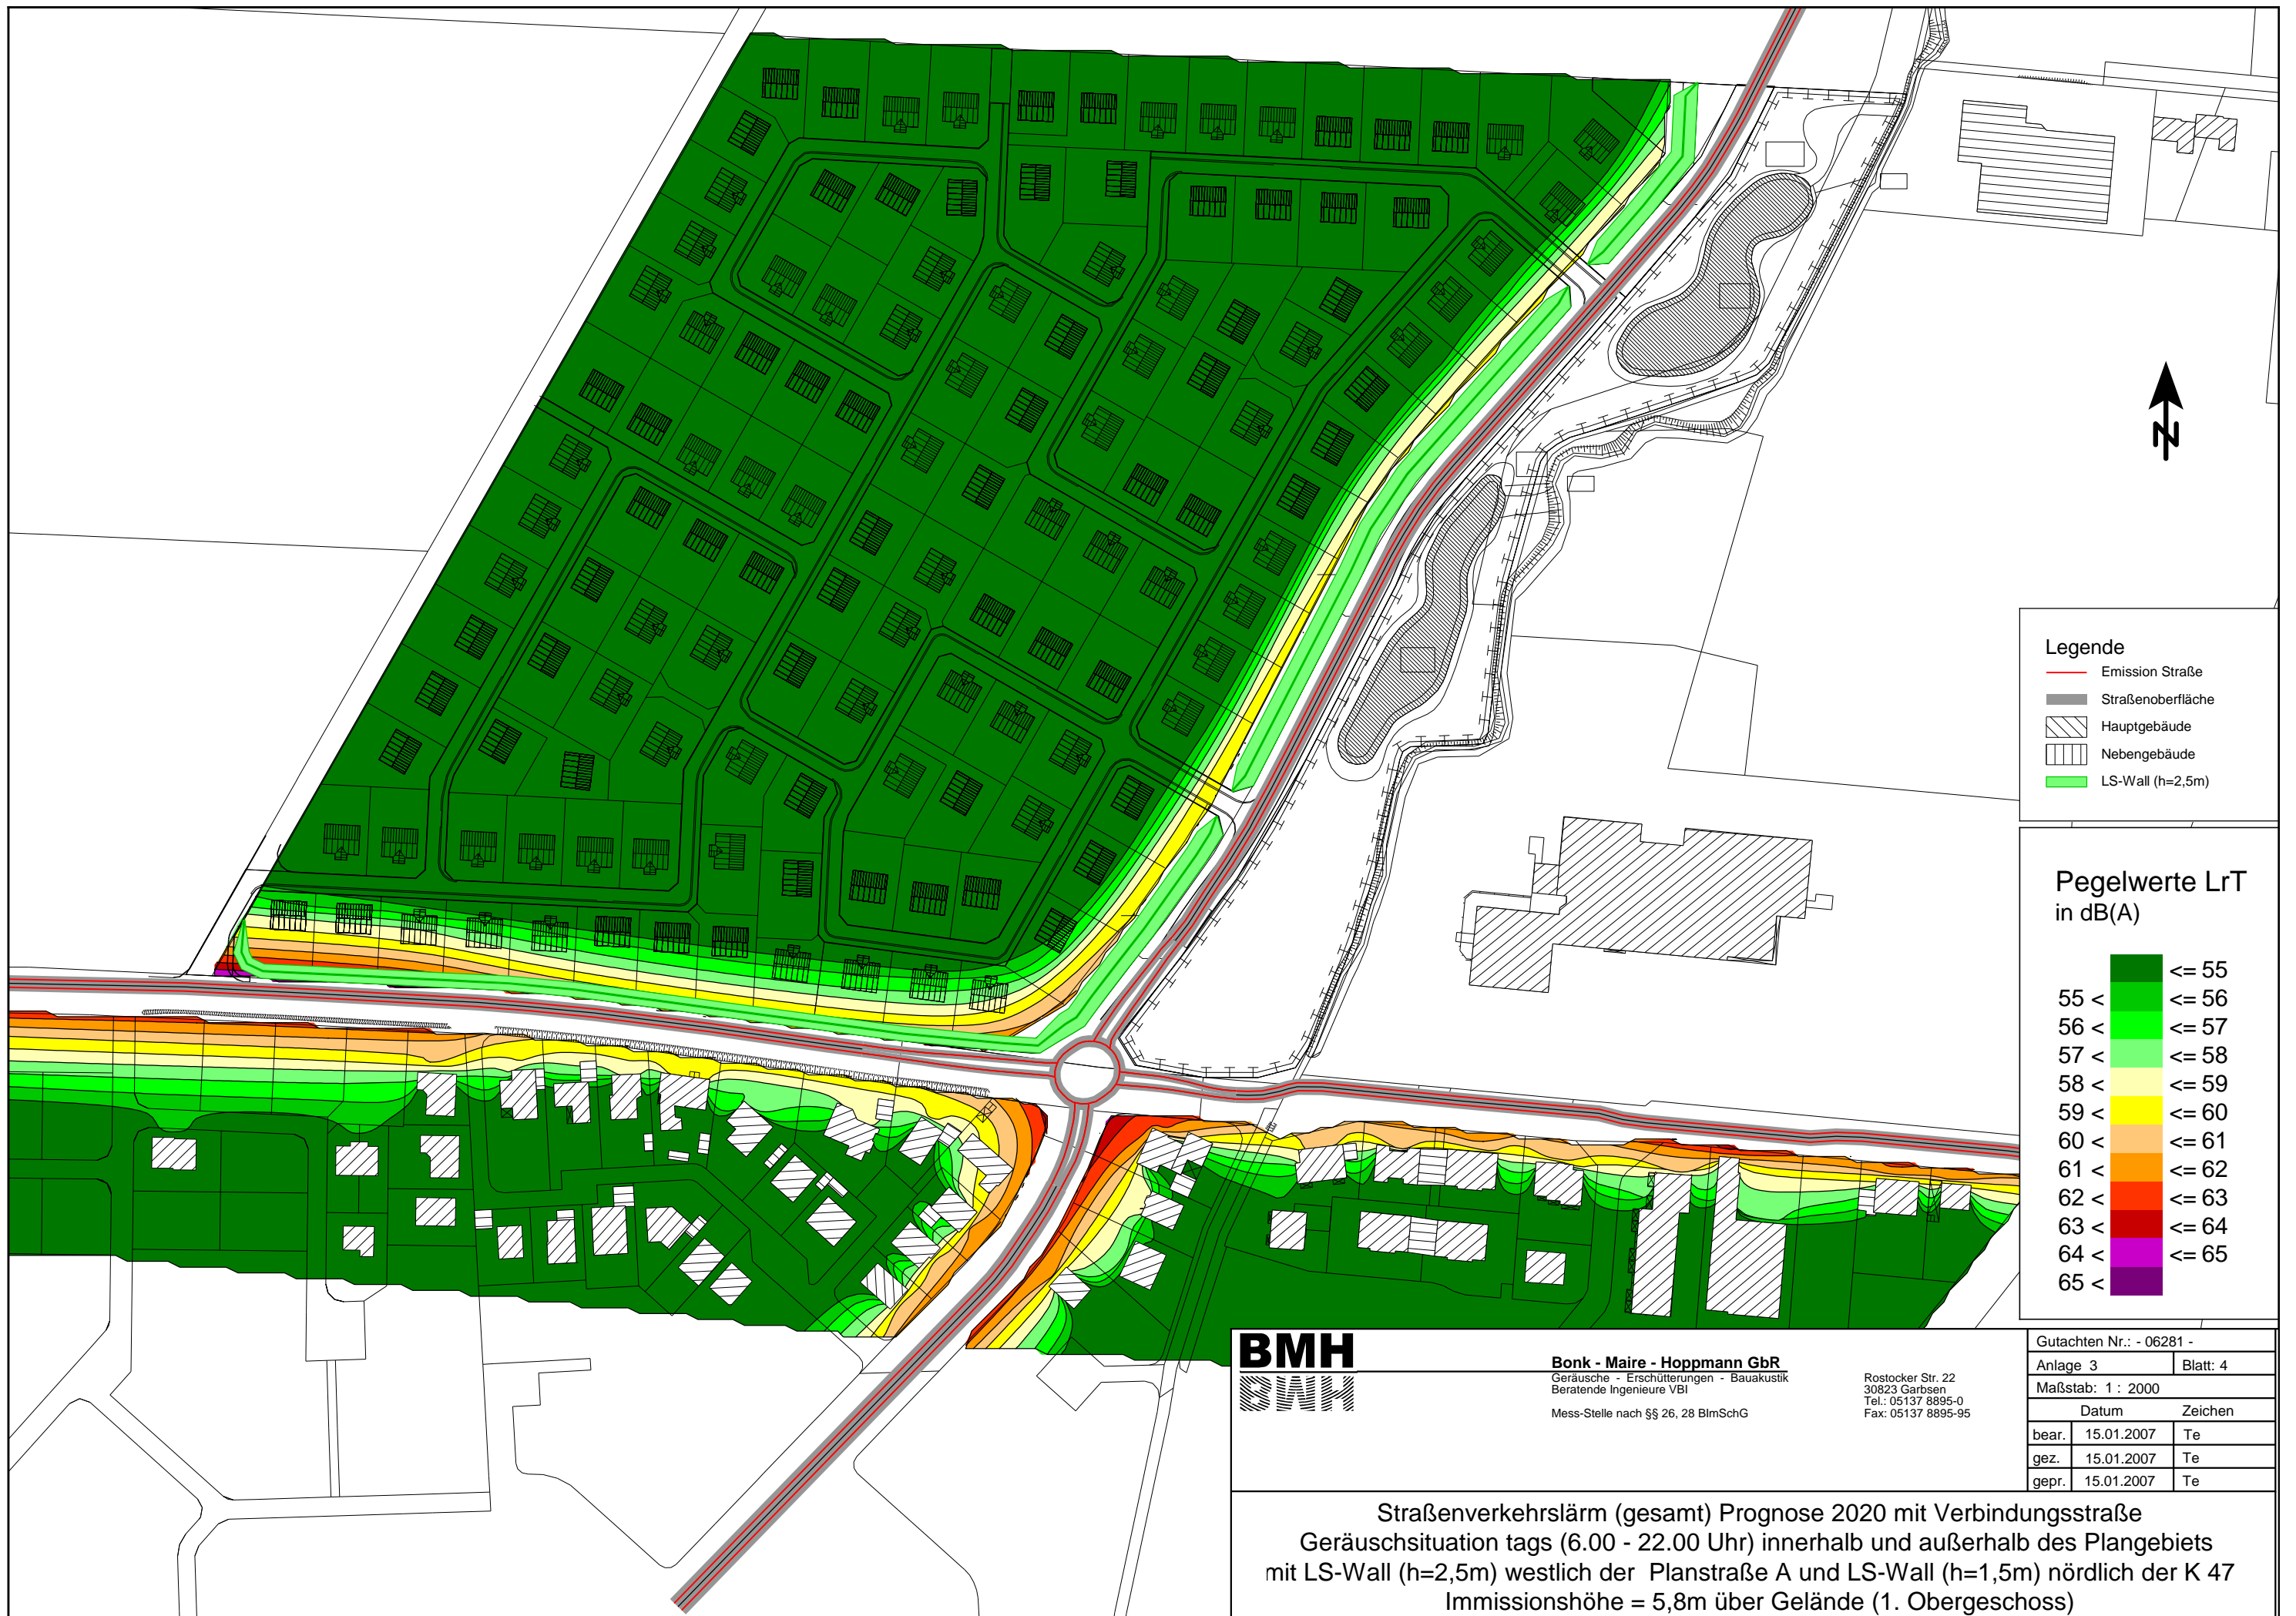 N
Legende
Emission Straße
Straßenoberfläche
Hauptgebäude
Nebengebäude
LS-Wall (h=2,5m)
Pegelwerte LrT
in dB(A)
<= 55
55 < <= 56
56 < <= 57
57 < <= 58
58 < <= 59
59 < <= 60
60 < <= 61
61 < <= 62
62 < <= 63
63 < <= 64
64 < <= 65
65 <
BMH
BMH
Bonk - Maire - Hoppmann GbR
Geräusche - Erschütterungen - Bauakustik
Beratende Ingenieure VBI
Mess-Stelle nach §§ 26, 28 BImSchG
Rostocker Str. 22
30823 Garbsen
Tel.: 05137 8895-0
Fax: 05137 8895-95
Gutachten Nr.: - 06281 -
Anlage 3 Blatt: 4
Maßstab: 1 : 2000
Datum Zeichen
bear. 15.01.2007 Te
gez. 15.01.2007 Te
gepr. 15.01.2007 Te
Straßenverkehrslärm (gesamt) Prognose 2020 mit Verbindungsstraße
Geräuschsituation tags (6.00 - 22.00 Uhr) innerhalb und außerhalb des Plangebiets
mit LS-Wall (h=2,5m) westlich der Planstraße A und LS-Wall (h=1,5m) nördlich der K 47
Immissionshöhe = 5,8m über Gelände (1. Obergeschoss)